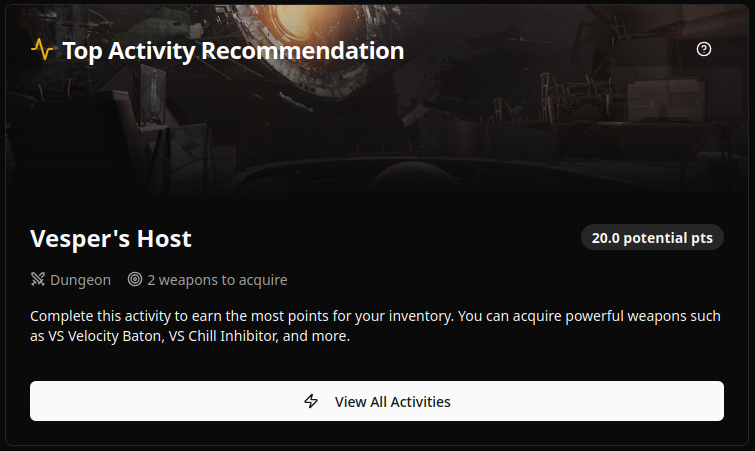 Top Activity Recommendation
Vesper's Host
20.0 potential pts
Dungeon
2 weapons to acquire
Complete this activity to earn the most points for your inventory. You can acquire powerful weapons such
as VS Velocity Baton, VS Chill Inhibitor, and more.
View All Activities